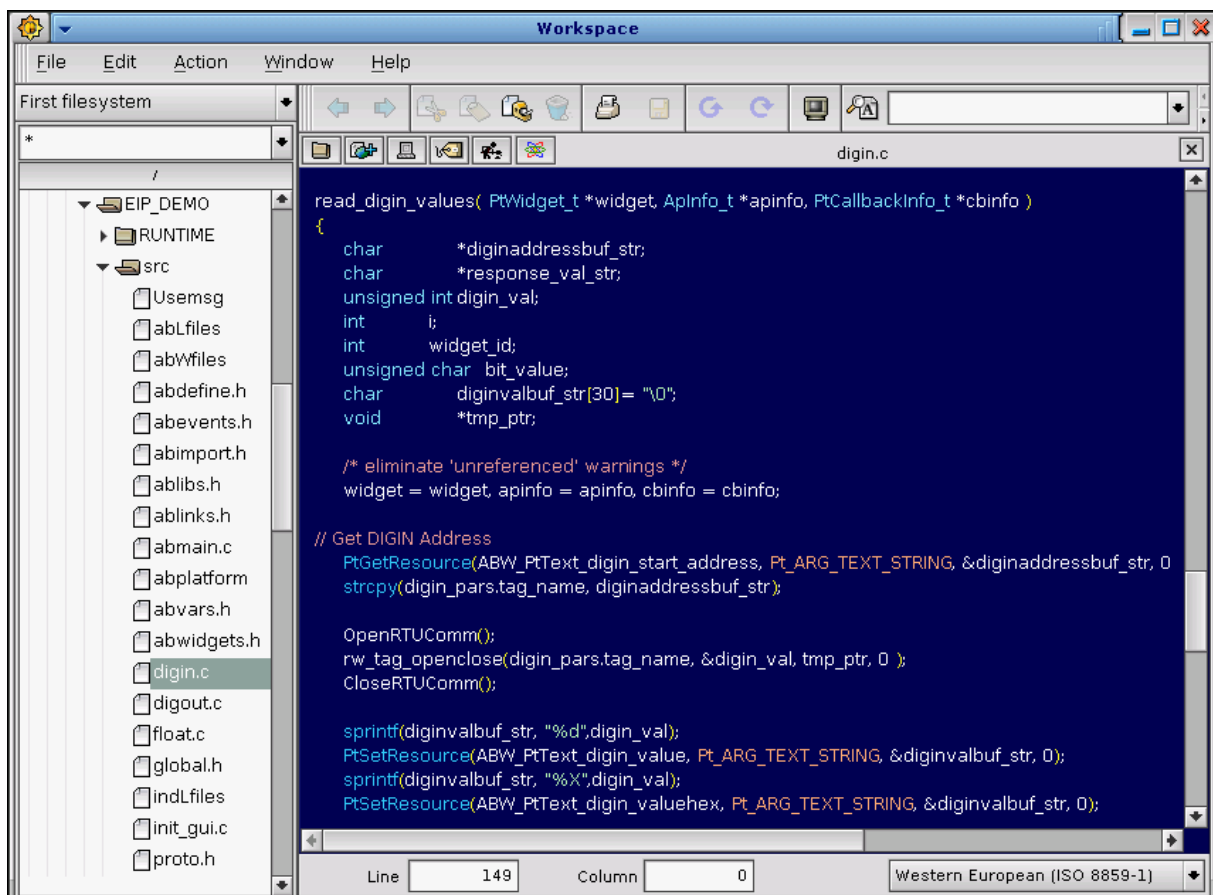 Workspace
File Edit Action Window Help
First filesystem
*
/
EIP_DEMO
RUNTIME
src
Usemsg
abLfiles
abWfiles
abdefine.h
abevents.h
abimport.h
ablibs.h
ablinks.h
abmain.c
abplatform
abvars.h
abwidgets.h
digin.c
digout.c
float.c
global.h
indLfiles
init_gui.c
proto.h
digin.c
read_digin_values( PtWidget_t *widget, ApInfo_t *apinfo, PtCallbackInfo_t *cbinfo )
{
char *diginaddressbuf_str;
char *response_val_str;
unsigned int digin_val;
int i;
int widget_id;
unsigned char bit_value;
char diginvalbuf_str[30]= "\0";
void *tmp_ptr;
/* eliminate 'unreferenced' warnings */
widget = widget, apinfo = apinfo, cbinfo = cbinfo;
// Get DIGIN Address
PtGetResource(ABW_PtText_digin_start_address, Pt_ARG_TEXT_STRING, &diginaddressbuf_str, 0
strcpy(digin_pars.tag_name, diginaddressbuf_str);
OpenRTUComm();
rw_tag_openclose(digin_pars.tag_name, &digin_val, tmp_ptr, 0 );
CloseRTUComm();
sprintf(diginvalbuf_str, "%d",digin_val);
PtSetResource(ABW_PtText_digin_value, Pt_ARG_TEXT_STRING, &diginvalbuf_str, 0);
sprintf(diginvalbuf_str, "%X",digin_val);
PtSetResource(ABW_PtText_digin_valuehex, Pt_ARG_TEXT_STRING, &diginvalbuf_str, 0);
Line 149 Column 0 Western European (ISO 8859-1)